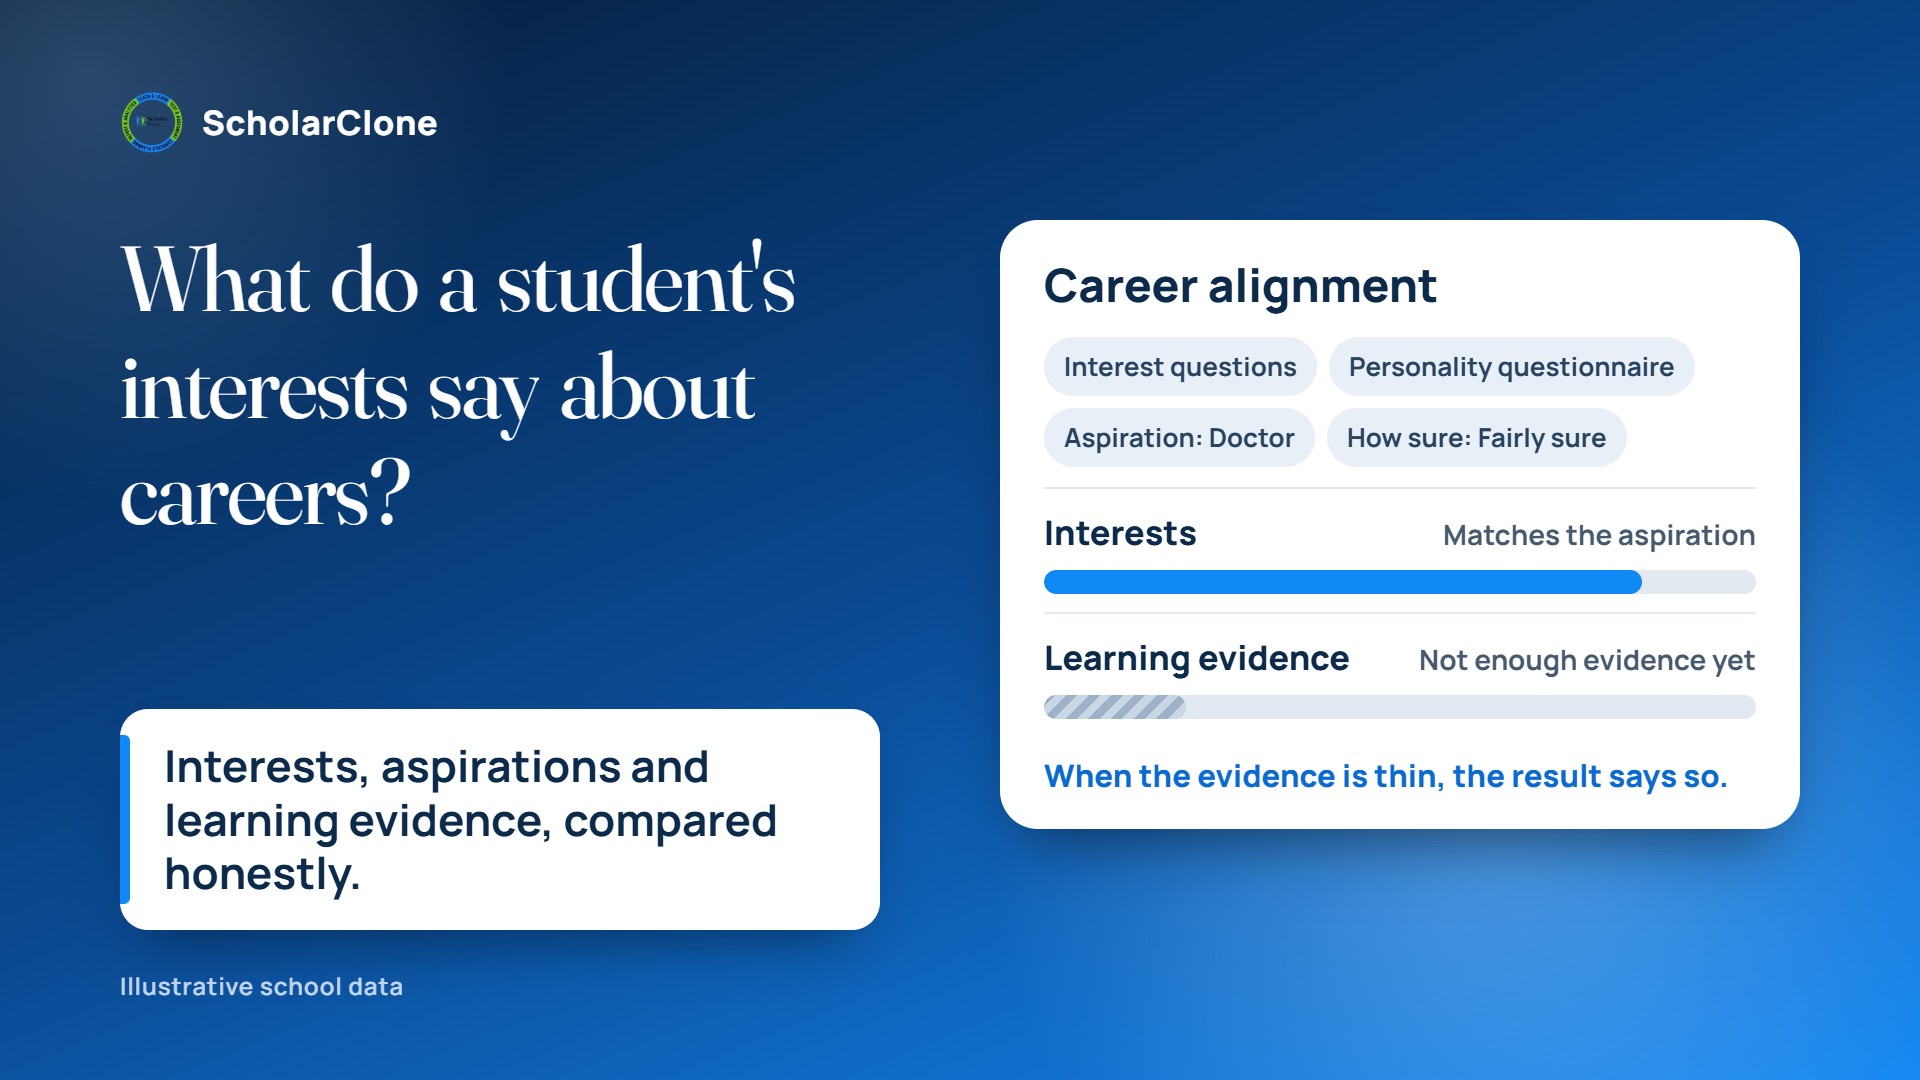 ScholarClone
What do a student's
interests say about
careers?
Interests, aspirations and
learning evidence, compared
honestly.
Illustrative school data
Career alignment
Interest questions
Personality questionnaire
Aspiration: Doctor
How sure: Fairly sure
Interests
Matches the aspiration
Learning evidence
Not enough evidence yet
When the evidence is thin, the result says so.